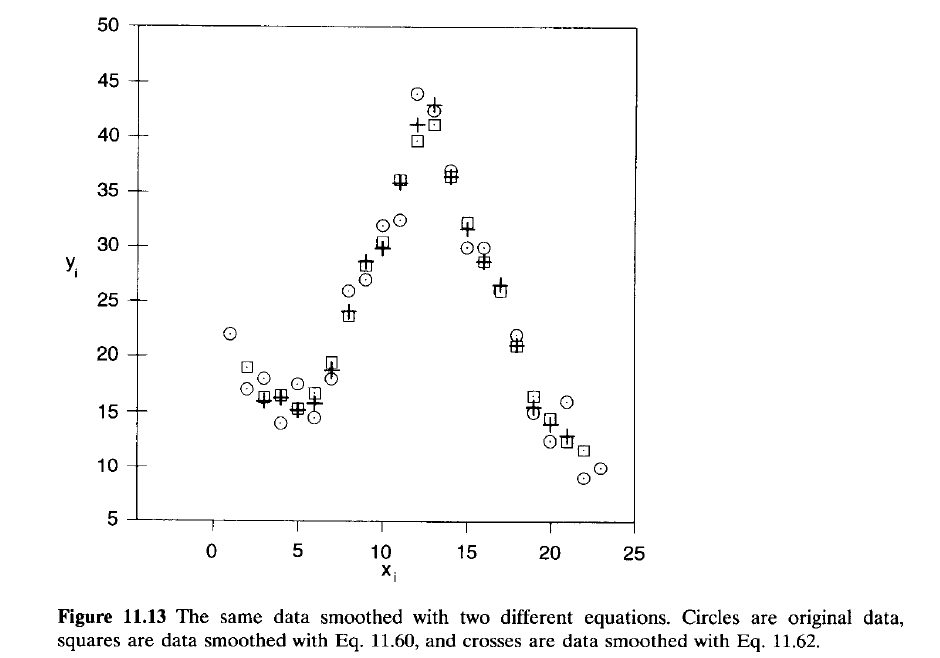 50
45
40
35
30
y_i
25
20
15
10
5
0 5 10 15 20 25
x_i
Figure 11.13 The same data smoothed with two different equations. Circles are original data,
squares are data smoothed with Eq. 11.60, and crosses are data smoothed with Eq. 11.62.